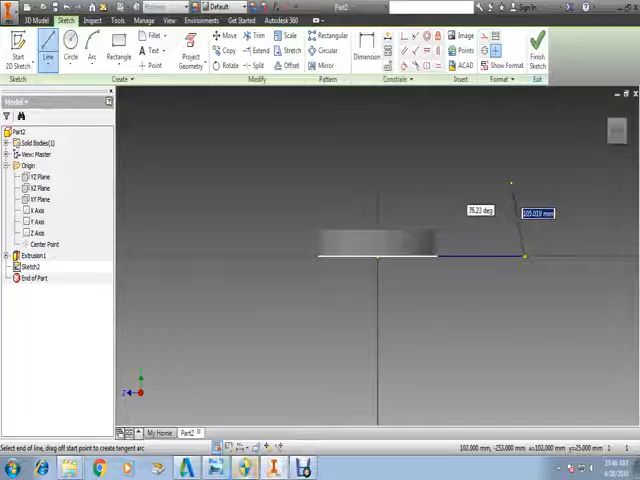 Default
Part2
Sign In
3D Model Sketch Inspect Tools Manage View Environments Get Started Autodesk 360
Start
2D Sketch
Line Circle Arc Rectangle
Fillet
Text
Point
Project
Geometry
Move Trim Scale
Copy Extend Stretch
Rotate Split Offset
Rectangular
Circular
Mirror
Dimension
Image
Points
ACAD
Show Format
Finish
Sketch
Sketch Create Modify Pattern Constrain Insert Format Exit
Model
Part2
Solid Bodies(1)
View: Master
Origin
YZ Plane
XZ Plane
XY Plane
X Axis
Y Axis
Z Axis
Center Point
Extrusion1
Sketch2
End of Part
76.23 deg
105.019 mm
Z
My Home Part2
Select end of line, drag off start point to create tangent arc
102.000 mm, -253.000 mm x=102.000 mm; y=25.000 mm 1 1